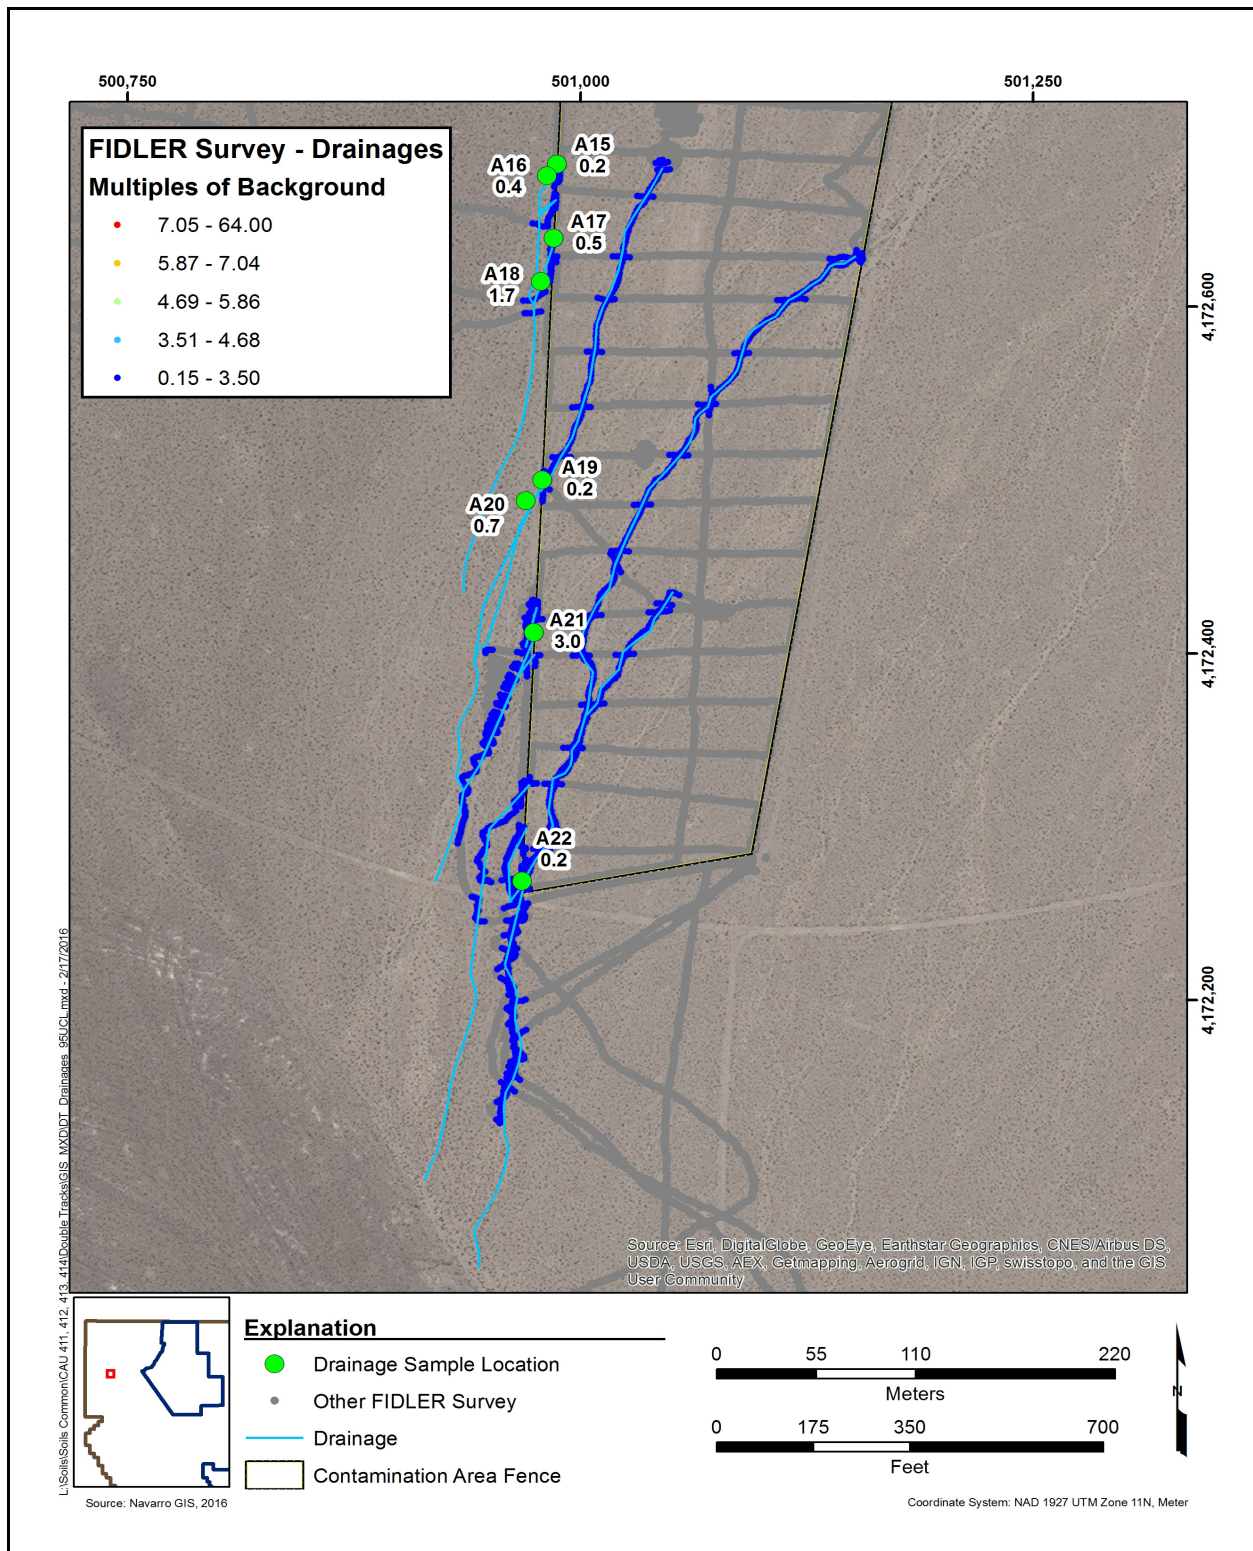 500,750
501,000
501,250
FIDLER Survey - Drainages
Multiples of Background
7.05 - 64.00
5.87 - 7.04
4.69 - 5.86
3.51 - 4.68
0.15 - 3.50
A15
0.2
A16
0.4
A17
0.5
A18
1.7
A19
0.2
A20
0.7
A21
3.0
A22
0.2
4,172,600
4,172,400
4,172,200
L:\Soils\Soils Common\CAU 411, 412, 413, 414\Double Tracks\GIS_MXD\DT_Drainages_95UCL.mxd - 2/17/2016
Source: Esri, DigitalGlobe, GeoEye, Earthstar Geographics, CNES/Airbus DS,
USDA, USGS, AEX, Getmapping, Aerogrid, IGN, IGP, swisstopo, and the GIS
User Community
Explanation
Drainage Sample Location
Other FIDLER Survey
Drainage
Contamination Area Fence
0 55 110 220
Meters
0 175 350 700
Feet
N
Source: Navarro GIS, 2016
Coordinate System: NAD 1927 UTM Zone 11N, Meter